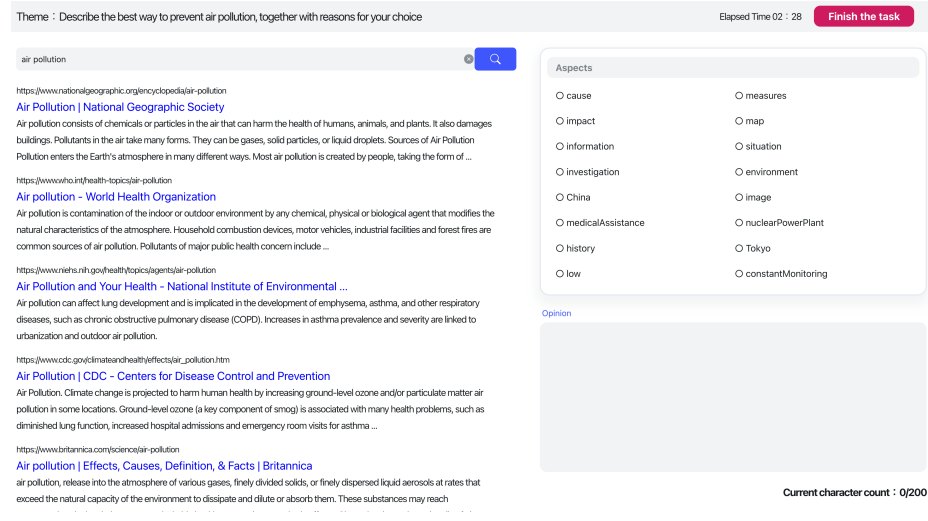 Theme：Describe the best way to prevent air pollution, together with reasons for your choice
Elapsed Time 02：28
Finish the task
air pollution
https://www.nationalgeographic.org/encyclopedia/air-pollution
Air Pollution | National Geographic Society
Air pollution consists of chemicals or particles in the air that can harm the health of humans, animals, and plants. It also damages
buildings. Pollutants in the air take many forms. They can be gases, solid particles, or liquid droplets. Sources of Air Pollution
Pollution enters the Earth's atmosphere in many different ways. Most air pollution is created by people, taking the form of ...
https://www.who.int/health-topics/air-pollution
Air pollution - World Health Organization
Air pollution is contamination of the indoor or outdoor environment by any chemical, physical or biological agent that modifies the
natural characteristics of the atmosphere. Household combustion devices, motor vehicles, industrial facilities and forest fires are
common sources of air pollution. Pollutants of major public health concern include ...
https://www.niehs.nih.gov/health/topics/agents/air-pollution
Air Pollution and Your Health - National Institute of Environmental ...
Air pollution can affect lung development and is implicated in the development of emphysema, asthma, and other respiratory
diseases, such as chronic obstructive pulmonary disease (COPD). Increases in asthma prevalence and severity are linked to
urbanization and outdoor air pollution.
https://www.cdc.gov/climateandhealth/effects/air_pollution.htm
Air Pollution | CDC - Centers for Disease Control and Prevention
Air Pollution. Climate change is projected to harm human health by increasing ground-level ozone and/or particulate matter air
pollution in some locations. Ground-level ozone (a key component of smog) is associated with many health problems, such as
diminished lung function, increased hospital admissions and emergency room visits for asthma ...
https://www.britannica.com/science/air-pollution
Air pollution | Effects, Causes, Definition, & Facts | Britannica
air pollution, release into the atmosphere of various gases, finely divided solids, or finely dispersed liquid aerosols at rates that
exceed the natural capacity of the environment to dissipate and dilute or absorb them. These substances may reach
Aspects
cause
measures
impact
map
information
situation
investigation
environment
China
image
medicalAssistance
nuclearPowerPlant
history
Tokyo
low
constantMonitoring
Opinion
Current character count：0/200